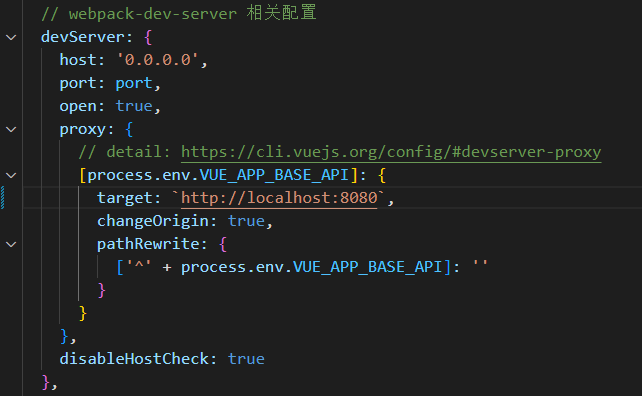 // webpack-dev-server 相关配置
devServer: {
host: '0.0.0.0',
port: port,
open: true,
proxy: {
// detail: https://cli.vuejs.org/config/#devserver-proxy
[process.env.VUE_APP_BASE_API]: {
target: `http://localhost:8080`,
changeOrigin: true,
pathRewrite: {
['^' + process.env.VUE_APP_BASE_API]: ''
}
}
},
disableHostCheck: true
},